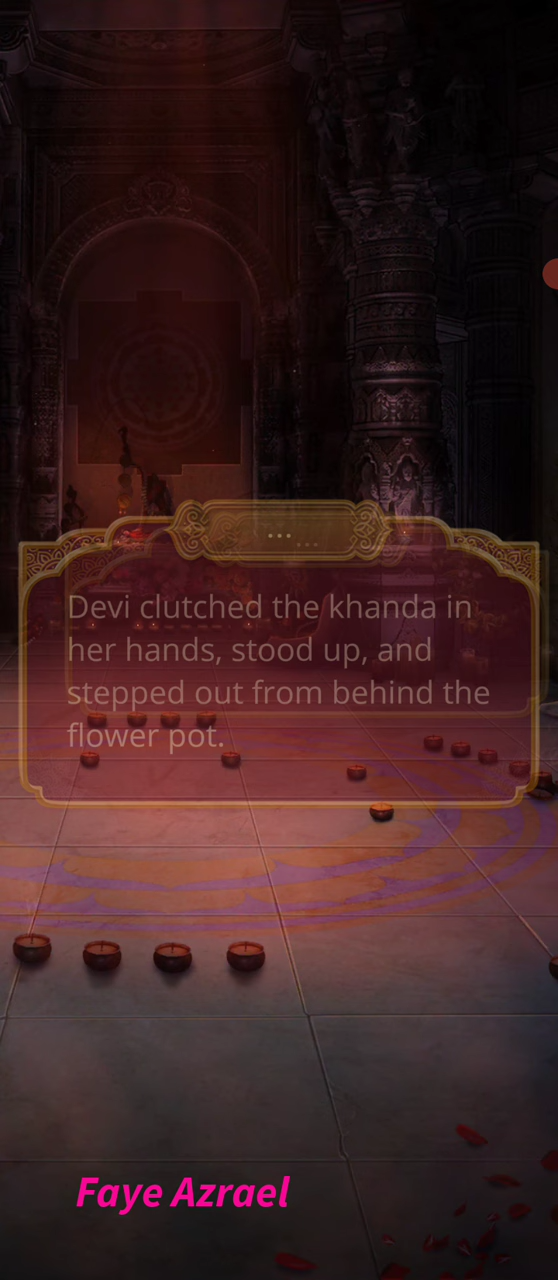 ...
Devi clutched the khanda in
her hands, stood up, and
stepped out from behind the
flower pot.
Faye Azrael